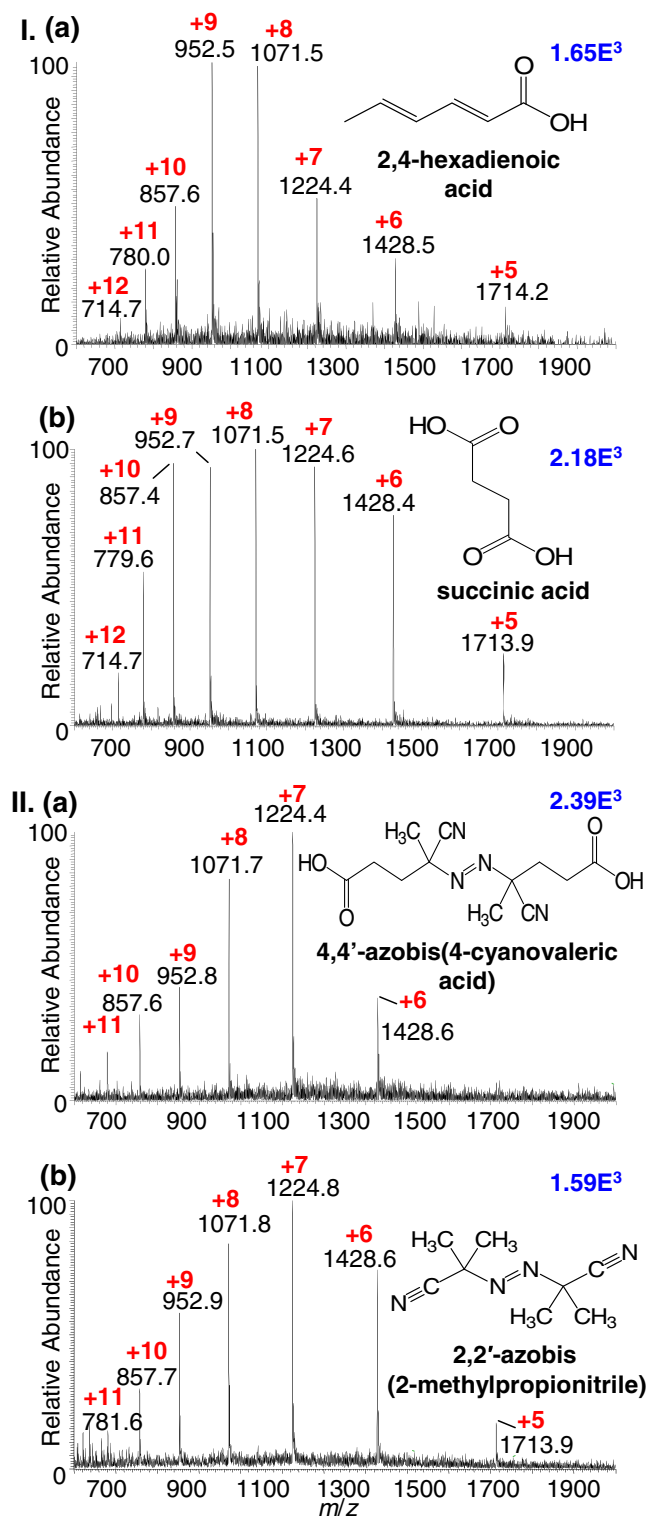 I. (a)
+9
952.5
+8
1071.5
1.65E³
100
O
OH
2,4-hexadienoic
acid
+10
857.6
+7
1224.4
+11
780.0
+6
1428.5
+12
714.7
+5
1714.2
Relative Abundance
0
700 900 1100 1300 1500 1700 1900
(b)
+9
952.7
+8
1071.5
+7
1224.6
HO
O
O
OH
2.18E³
100
+10
857.4
+6
1428.4
+11
779.6
succinic acid
+12
714.7
+5
1713.9
Relative Abundance
0
700 900 1100 1300 1500 1700 1900
II. (a)
+7
1224.4
2.39E³
100
+8
1071.7
H₃C
CN
HO
O
N=N
O
OH
H₃C
CN
4,4'-azobis(4-cyanovaleric
acid)
+9
952.8
+10
857.6
+11
+6
1428.6
Relative Abundance
0
700 900 1100 1300 1500 1700 1900
(b)
+7
1224.8
1.59E³
100
+8
1071.8
+6
1428.6
H₃C
CH₃
N
N=N
N
H₃C
CH₃
2,2′-azobis
(2-methylpropionitrile)
+9
952.9
+10
857.7
+11
781.6
+5
1713.9
Relative Abundance
0
700 900 1100 1300 1500 1700 1900
m/z